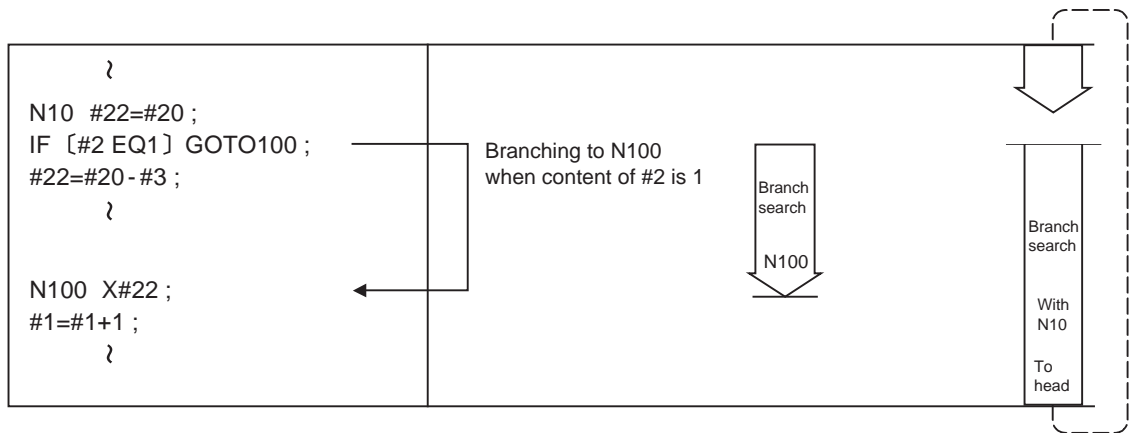 ~
N10 #22=#20 ;
IF 〔#2 EQ1〕 GOTO100 ;
#22=#20-#3 ;
~
N100 X#22 ;
#1=#1+1 ;
~
Branching to N100
when content of #2 is 1
Branch
search
N100
Branch
search
With
N10
To
head